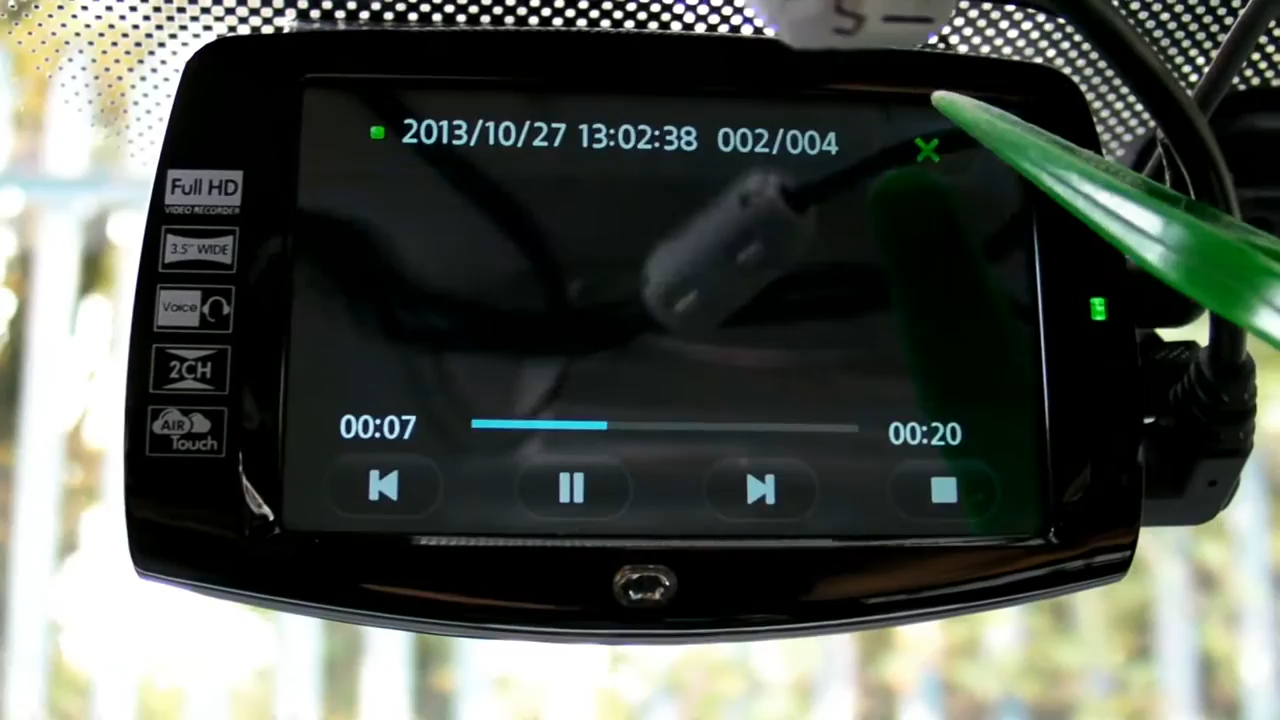 5 –
2013/10/27 13:02:38 002/004
Full HD
VIDEO RECORDER
3.5" WIDE
Voice
2CH
AIR
Touch
00:07
00:20